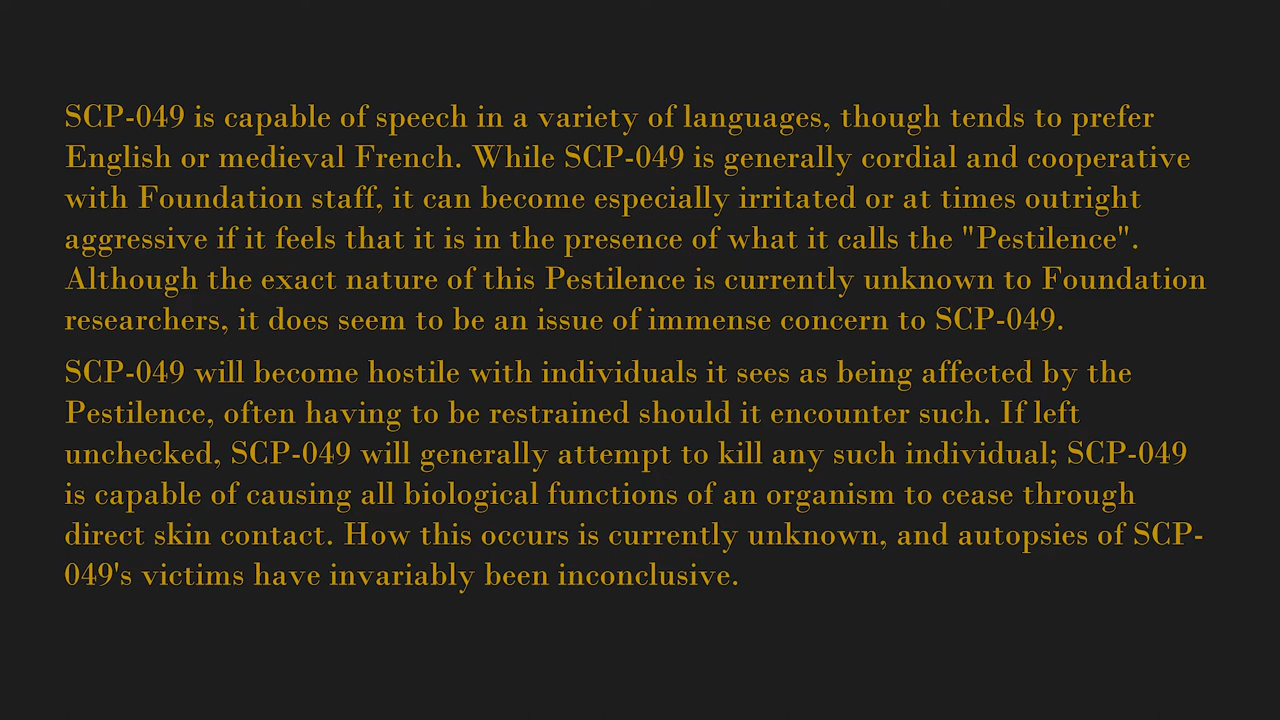 SCP-049 is capable of speech in a variety of languages, though tends to prefer
English or medieval French. While SCP-049 is generally cordial and cooperative
with Foundation staff, it can become especially irritated or at times outright
aggressive if it feels that it is in the presence of what it calls the "Pestilence".
Although the exact nature of this Pestilence is currently unknown to Foundation
researchers, it does seem to be an issue of immense concern to SCP-049.
SCP-049 will become hostile with individuals it sees as being affected by the
Pestilence, often having to be restrained should it encounter such. If left
unchecked, SCP-049 will generally attempt to kill any such individual; SCP-049
is capable of causing all biological functions of an organism to cease through
direct skin contact. How this occurs is currently unknown, and autopsies of SCP-
049's victims have invariably been inconclusive.